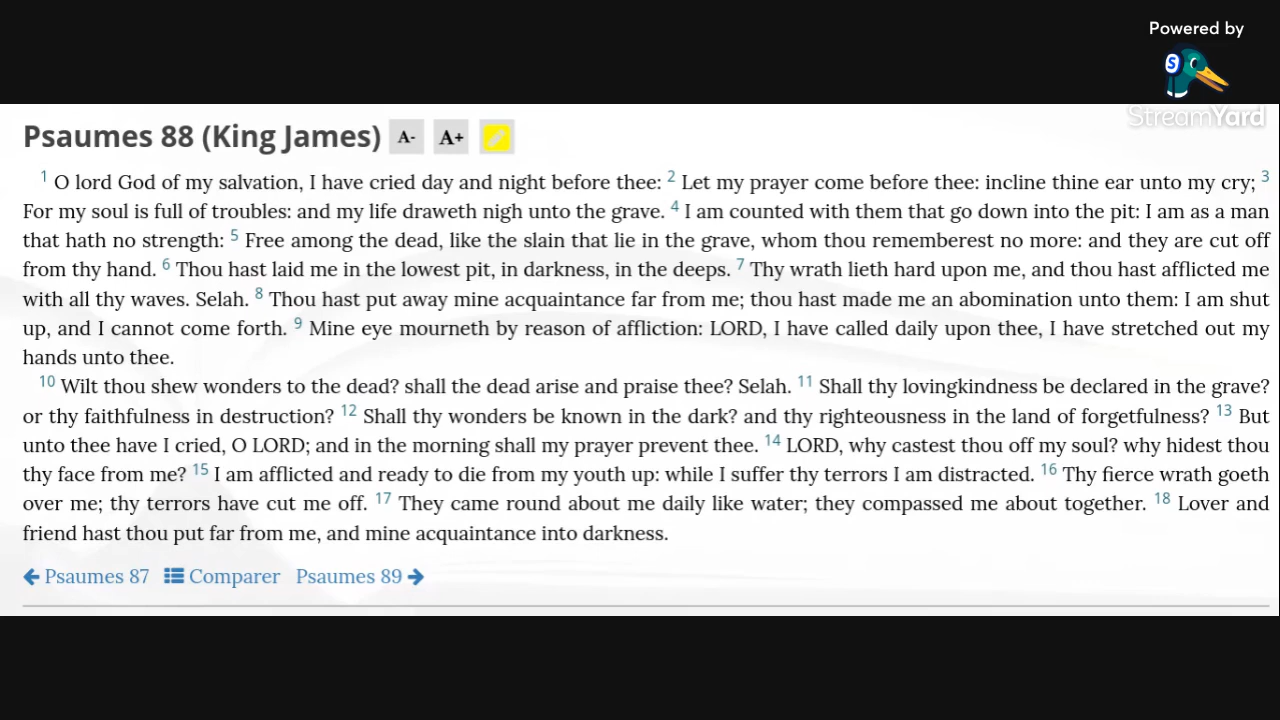 Powered by
S
StreamYard
Psaumes 88 (King James) A- A+
1 O lord God of my salvation, I have cried day and night before thee: 2 Let my prayer come before thee: incline thine ear unto my cry; 3
For my soul is full of troubles: and my life draweth nigh unto the grave. 4 I am counted with them that go down into the pit: I am as a man
that hath no strength: 5 Free among the dead, like the slain that lie in the grave, whom thou rememberest no more: and they are cut off
from thy hand. 6 Thou hast laid me in the lowest pit, in darkness, in the deeps. 7 Thy wrath lieth hard upon me, and thou hast afflicted me
with all thy waves. Selah. 8 Thou hast put away mine acquaintance far from me; thou hast made me an abomination unto them: I am shut
up, and I cannot come forth. 9 Mine eye mourneth by reason of affliction: LORD, I have called daily upon thee, I have stretched out my
hands unto thee.
10 Wilt thou shew wonders to the dead? shall the dead arise and praise thee? Selah. 11 Shall thy lovingkindness be declared in the grave?
or thy faithfulness in destruction? 12 Shall thy wonders be known in the dark? and thy righteousness in the land of forgetfulness? 13 But
unto thee have I cried, O LORD; and in the morning shall my prayer prevent thee. 14 LORD, why castest thou off my soul? why hidest thou
thy face from me? 15 I am afflicted and ready to die from my youth up: while I suffer thy terrors I am distracted. 16 Thy fierce wrath goeth
over me; thy terrors have cut me off. 17 They came round about me daily like water; they compassed me about together. 18 Lover and
friend hast thou put far from me, and mine acquaintance into darkness.
Psaumes 87 Comparer Psaumes 89